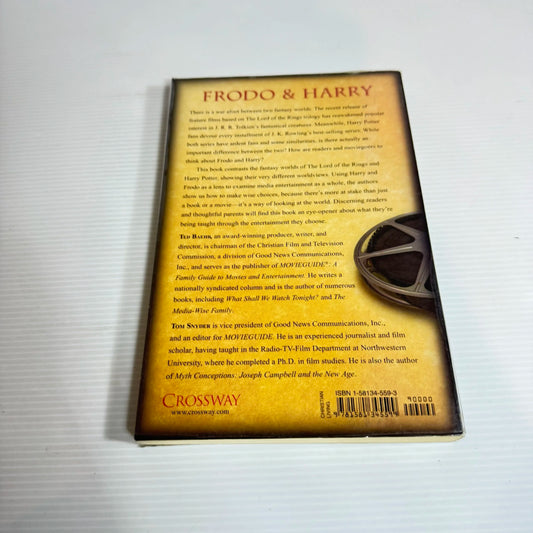 FRODO & HARRY
There is a war afoot between two fantasy worlds. The recent release of
feature films based on The Lord of the Rings trilogy has reawakened popular
interest in J. R. R. Tolkien's fantastical creatures. Meanwhile, Harry Potter
fans devour every installment of J. K. Rowling's best-selling series. While
both series have ardent fans and some similarities, is there actually an
important difference between the two? How are readers and moviegoers to
think about Frodo and Harry?
This book contrasts the fantasy worlds of The Lord of the Rings and
Harry Potter, showing their very different worldviews. Using Harry and
Frodo as a lens to examine media entertainment as a whole, the authors
show us how to make wise choices, because there's more at stake than just
a book or a movie—it's a way of looking at the world. Discerning readers
and thoughtful parents will find this book an eye-opener about what they're
being taught through the entertainment they choose.
TED BAEHR, an award-winning producer, writer, and
director, is chairman of the Christian Film and Television
Commission, a division of Good News Communications,
Inc., and serves as the publisher of MOVIEGUIDE®: A
Family Guide to Movies and Entertainment. He writes a
nationally syndicated column and is the author of numerous
books, including What Shall We Watch Tonight? and The
Media-Wise Family.
TOM SNYDER is vice president of Good News Communications, Inc.,
and an editor for MOVIEGUIDE. He is an experienced journalist and film
scholar, having taught in the Radio-TV-Film Department at Northwestern
University, where he completed a Ph.D. in film studies. He is also the author
of Myth Conceptions: Joseph Campbell and the New Age.
CROSSWAY
www.crossway.com
CHRISTIAN
LIVING
ISBN 1-58134-559-3
90000